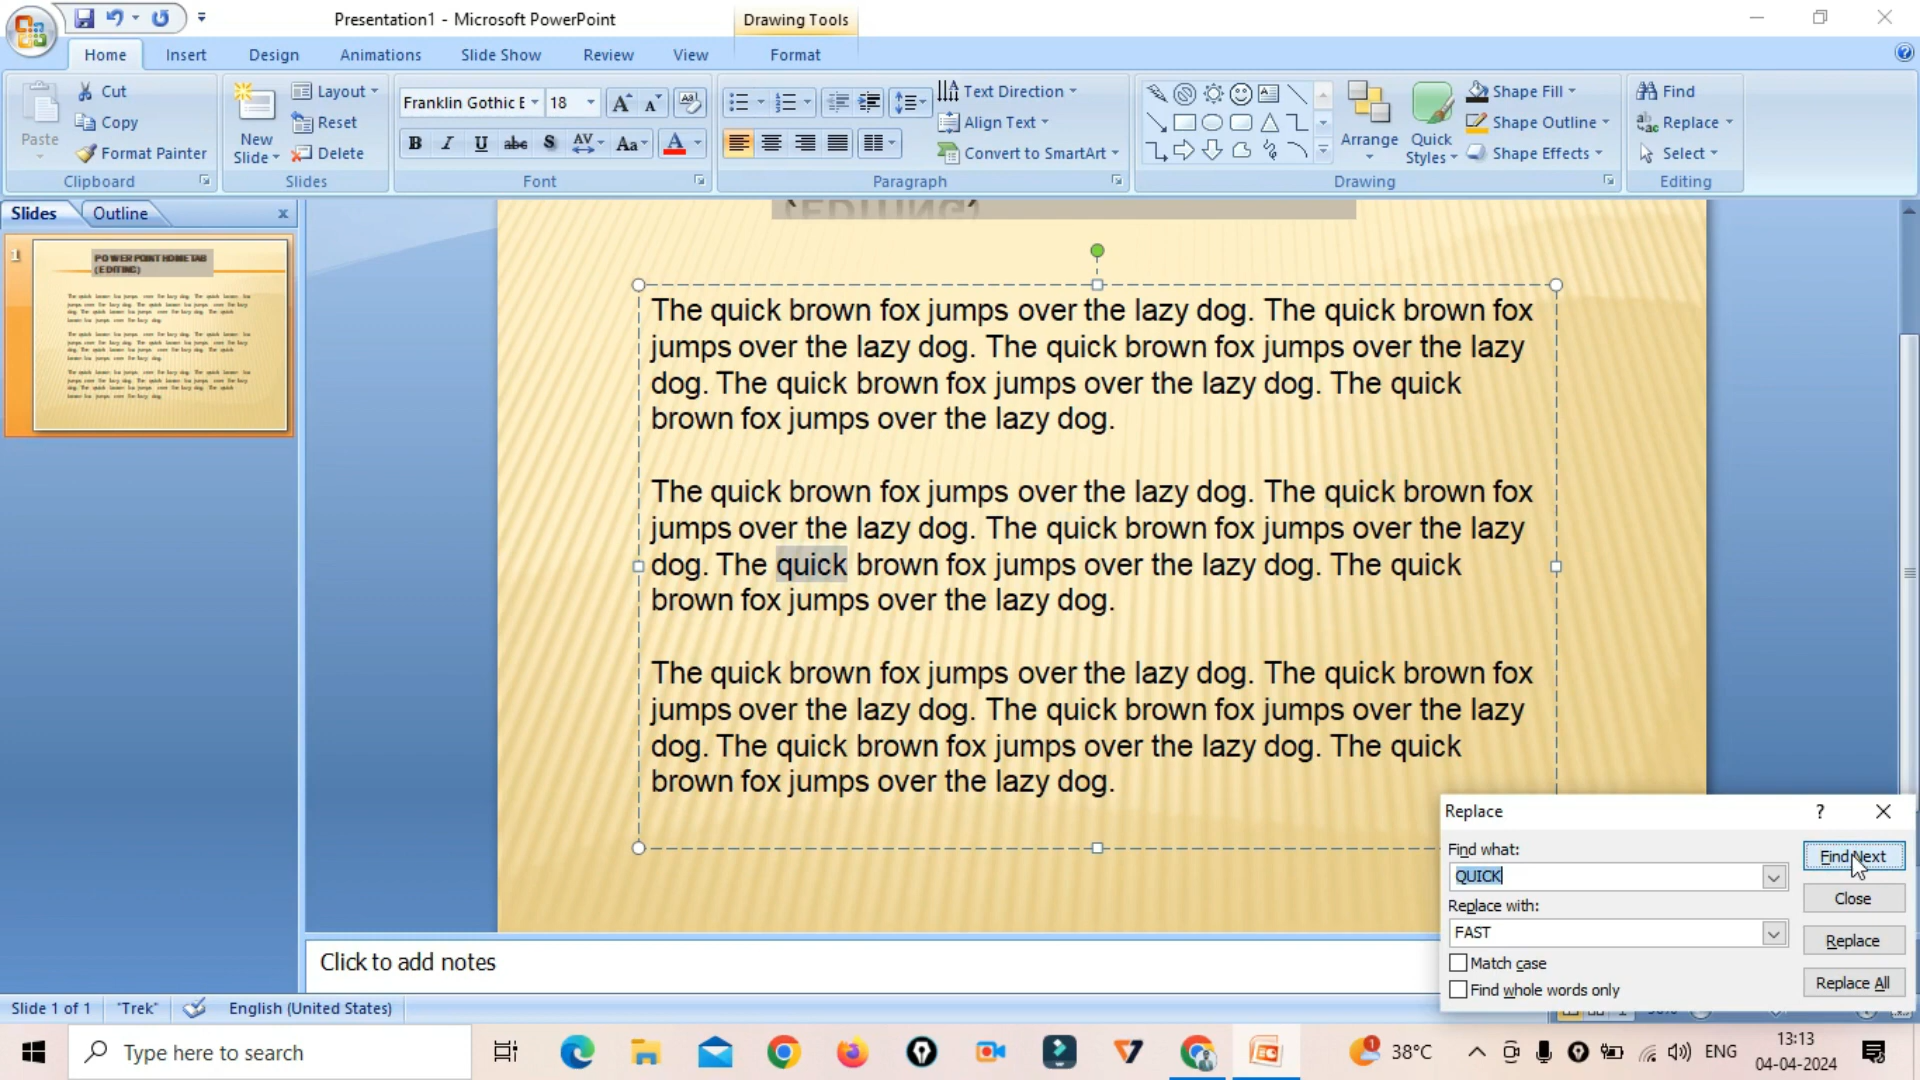 Presentation1 - Microsoft PowerPoint
Drawing Tools
Home
Insert
Design
Animations
Slide Show
Review
View
Format
Paste
Cut
Copy
Format Painter
Clipboard
New
Slide
Layout
Reset
Delete
Slides
Franklin Gothic E
18
B I U abe S AV Aa A
Font
Text Direction
Align Text
Convert to SmartArt
Paragraph
Arrange
Quick
Styles
Shape Fill
Shape Outline
Shape Effects
Drawing
Find
Replace
Select
Editing
Slides
Outline
x
1
POWER POINT HOME TAB
(EDITING)
(EDITING)
The quick brown fox jumps over the lazy dog. The quick brown fox
jumps over the lazy dog. The quick brown fox jumps over the lazy
dog. The quick brown fox jumps over the lazy dog. The quick
brown fox jumps over the lazy dog.
The quick brown fox jumps over the lazy dog. The quick brown fox
jumps over the lazy dog. The quick brown fox jumps over the lazy
dog. The quick brown fox jumps over the lazy dog. The quick
brown fox jumps over the lazy dog.
The quick brown fox jumps over the lazy dog. The quick brown fox
jumps over the lazy dog. The quick brown fox jumps over the lazy
dog. The quick brown fox jumps over the lazy dog. The quick
brown fox jumps over the lazy dog.
Replace
?
Find what:
QUICK
Find Next
Close
Replace with:
FAST
Replace
Match case
Find whole words only
Replace All
Click to add notes
Slide 1 of 1
"Trek"
English (United States)
Type here to search
38°C
ENG
13:13
04-04-2024